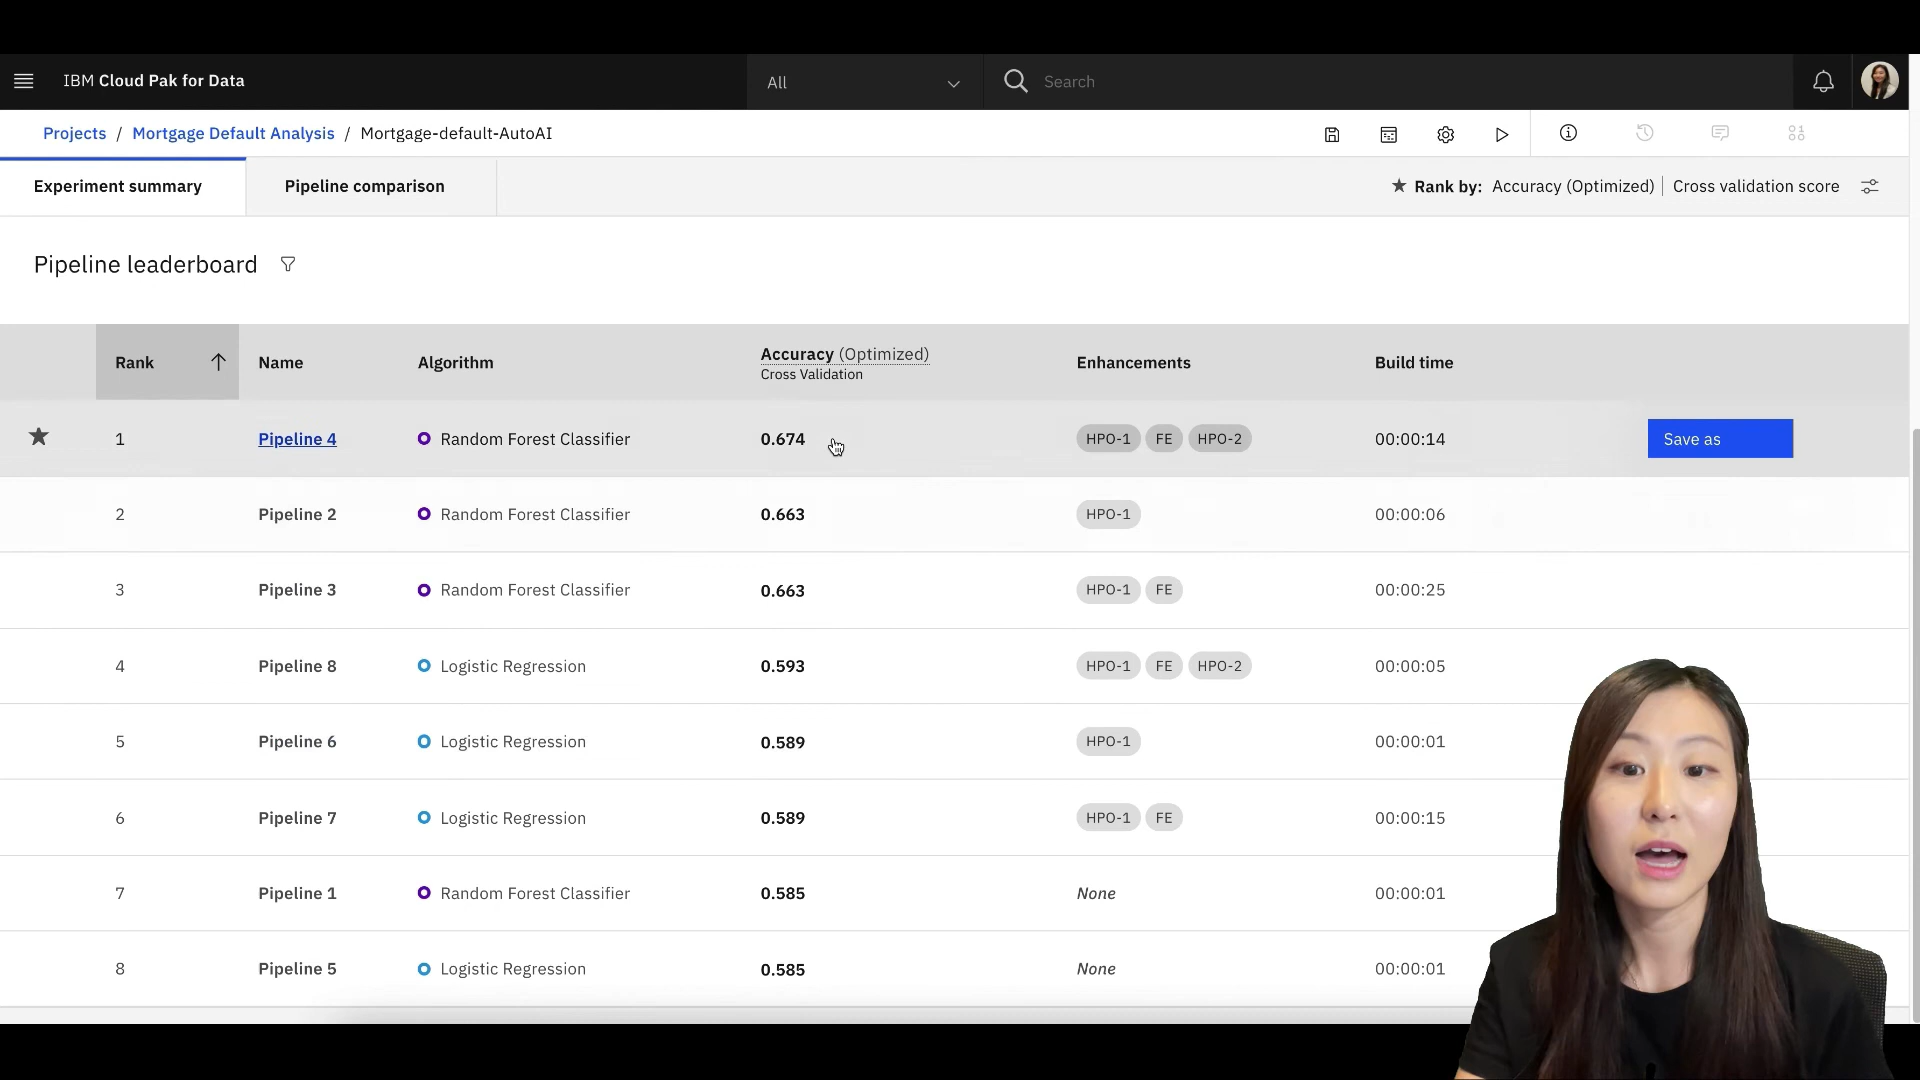 IBM Cloud Pak for Data
All
Search
Projects / Mortgage Default Analysis / Mortgage-default-AutoAI
Experiment summary
Pipeline comparison
Rank by: Accuracy (Optimized) | Cross validation score
Pipeline leaderboard
Rank Name Algorithm Accuracy (Optimized) Enhancements Build time
Cross Validation
1 Pipeline 4 Random Forest Classifier 0.674 HPO-1 FE HPO-2 00:00:14 Save as
2 Pipeline 2 Random Forest Classifier 0.663 HPO-1 00:00:06
3 Pipeline 3 Random Forest Classifier 0.663 HPO-1 FE 00:00:25
4 Pipeline 8 Logistic Regression 0.593 HPO-1 FE HPO-2 00:00:05
5 Pipeline 6 Logistic Regression 0.589 HPO-1 00:00:01
6 Pipeline 7 Logistic Regression 0.589 HPO-1 FE 00:00:15
7 Pipeline 1 Random Forest Classifier 0.585 None 00:00:01
8 Pipeline 5 Logistic Regression 0.585 None 00:00:01